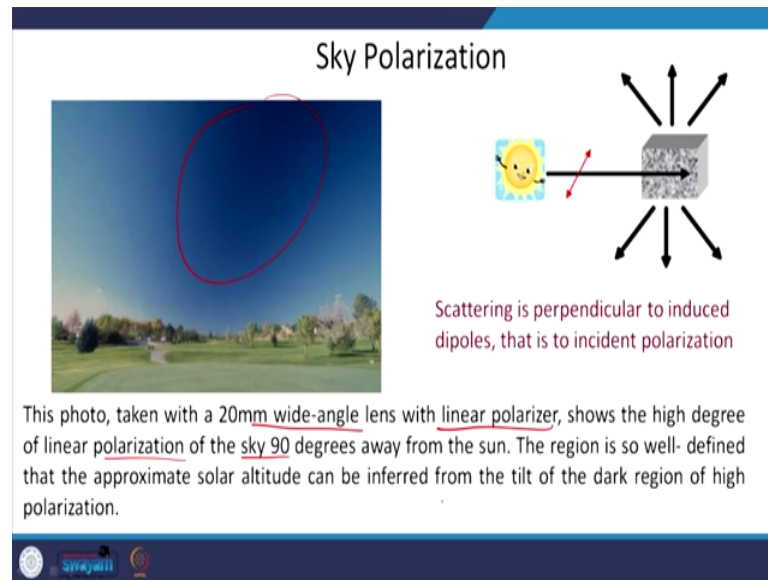 Sky Polarization
Scattering is perpendicular to induced
dipoles, that is to incident polarization
This photo, taken with a 20mm wide-angle lens with linear polarizer, shows the high degree
of linear polarization of the sky 90 degrees away from the sun. The region is so well- defined
that the approximate solar altitude can be inferred from the tilt of the dark region of high
polarization.
swayam